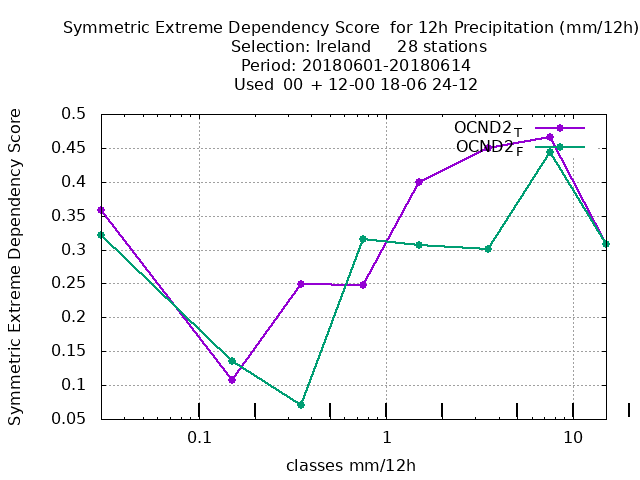 Symmetric Extreme Dependency Score  for 12h Precipitation (mm/12h)
Selection: Ireland     28 stations
Period: 20180601-20180614
Used  00  + 12-00 18-06 24-12
Symmetric Extreme Dependency Score
0.5
0.45
0.4
0.35
0.3
0.25
0.2
0.15
0.1
0.05
OCND2T
OCND2F
0.1
1
10
classes mm/12h